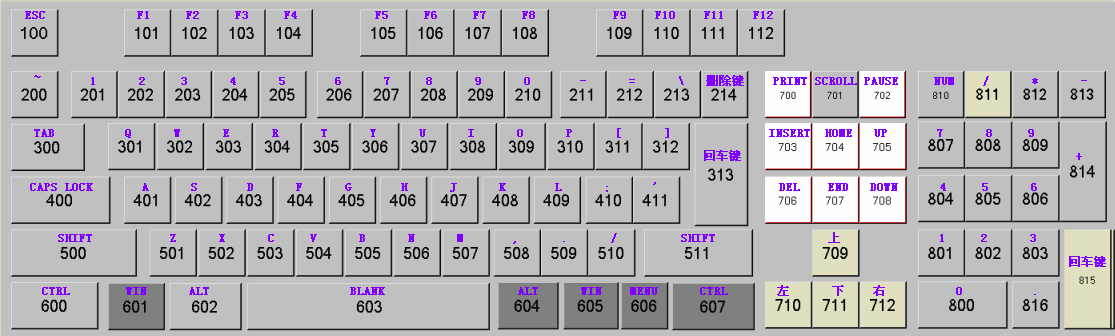 ESC F1 F2 F3 F4 F5 F6 F7 F8 F9 F10 F11 F12
100 101 102 103 104 105 106 107 108 109 110 111 112
~ 1 2 3 4 5 6 7 8 9 0 - = \ 删除键 PRINT SCROLL PAUSE NUM / * -
200 201 202 203 204 205 206 207 208 209 210 211 212 213 214 700 701 702 810 811 812 813
TAB Q W E R T Y U I O P [ ] 回车键 INSERT HOME UP 7 8 9 +
300 301 302 303 304 305 306 307 308 309 310 311 312 313 703 704 705 807 808 809 814
CAPS LOCK A S D F G H J K L ; ' DEL END DOWN 4 5 6
400 401 402 403 404 405 406 407 408 409 410 411 706 707 708 804 805 806
SHIFT Z X C V B N M , . / SHIFT 上 1 2 3 回车键
500 501 502 503 504 505 506 507 508 509 510 511 709 801 802 803 815
CTRL WIN ALT BLANK ALT WIN MENU CTRL 左 下 右 0 .
600 601 602 603 604 605 606 607 710 711 712 800 816